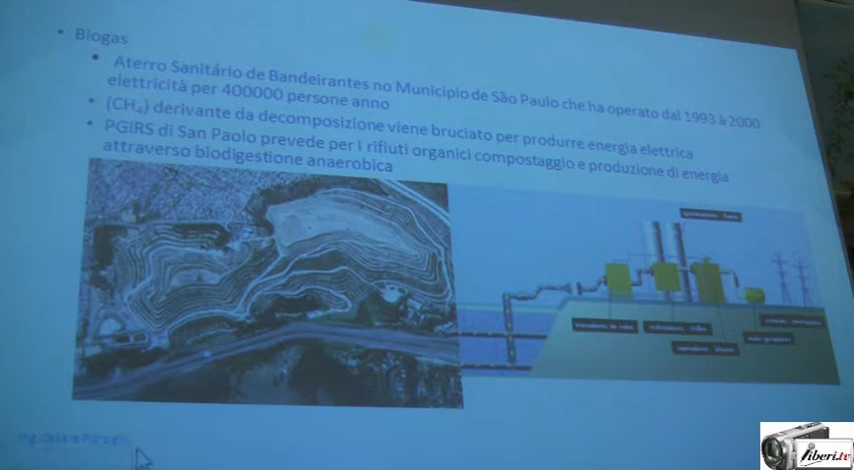 Biogas
Aterro Sanitário de Bandeirantes no Município de São Paulo che ha operato dal 1993 à 2000
elettricità per 400000 persone anno
(CH₄) derivante da decomposizione viene bruciato per produrre energia elettrica
PGIRS di San Paolo prevede per i rifiuti organici compostaggio e produzione di energia
attraverso biodigestione anaerobica
liberi.tv